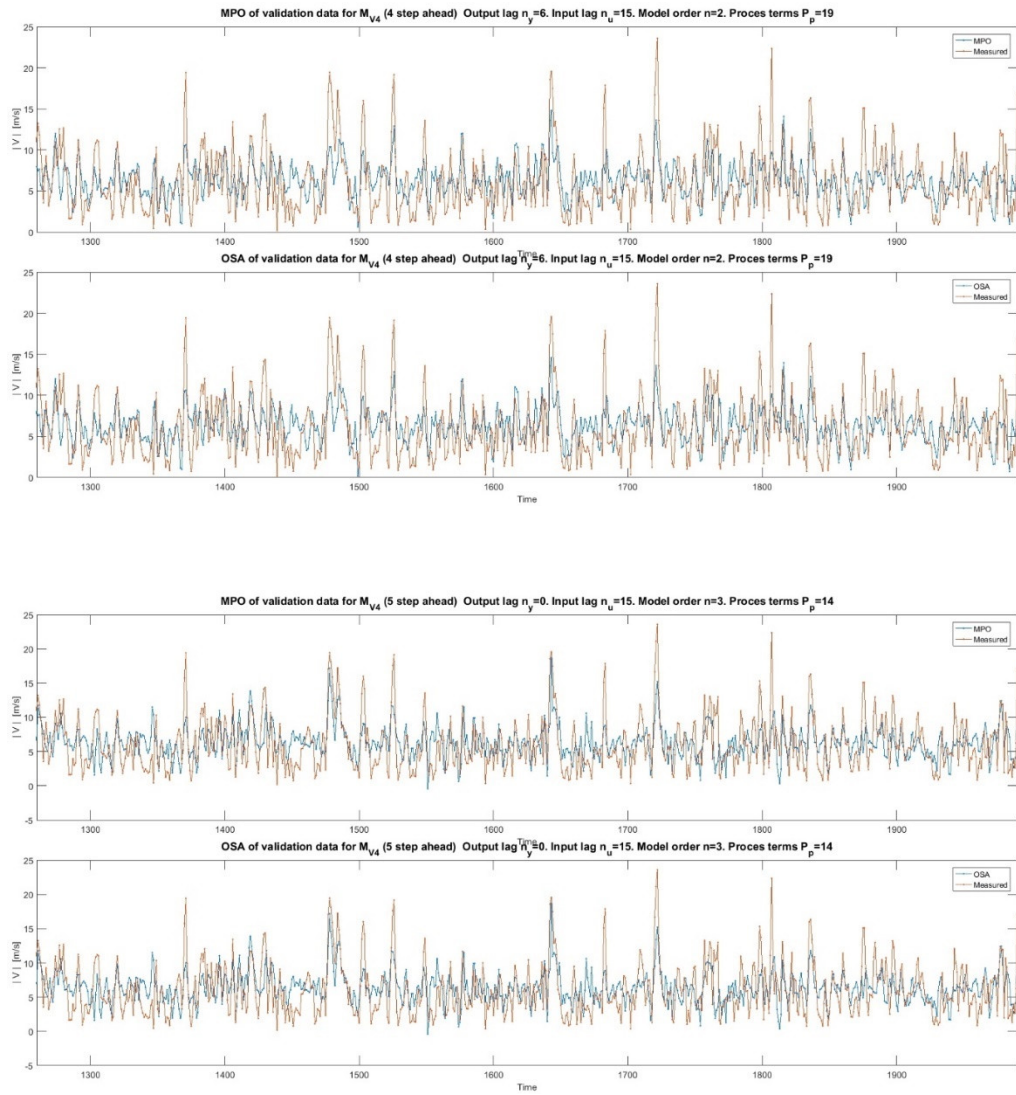 MPO of validation data for M_V4 (4 step ahead)  Output lag n_y=6. Input lag n_u=15. Model order n=2. Proces terms P_p=19
MPO
Measured
25
20
15
10
5
0
| V |  [m/s]
1300 1400 1500 1600 1700 1800 1900
Time
OSA of validation data for M_V4 (4 step ahead)  Output lag n_y=6. Input lag n_u=15. Model order n=2. Proces terms P_p=19
OSA
Measured
25
20
15
10
5
0
| V |  [m/s]
1300 1400 1500 1600 1700 1800 1900
Time
MPO of validation data for M_V4 (5 step ahead)  Output lag n_y=0. Input lag n_u=15. Model order n=3. Proces terms P_p=14
MPO
Measured
25
20
15
10
5
0
-5
| V |  [m/s]
1300 1400 1500 1600 1700 1800 1900
Time
OSA of validation data for M_V4 (5 step ahead)  Output lag n_y=0. Input lag n_u=15. Model order n=3. Proces terms P_p=14
OSA
Measured
25
20
15
10
5
0
-5
| V |  [m/s]
1300 1400 1500 1600 1700 1800 1900
Time